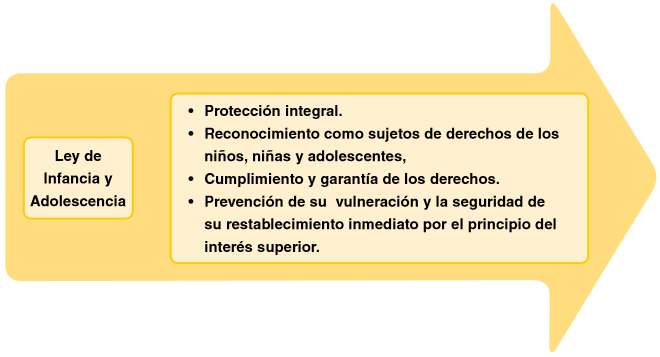 Ley de
Infancia y
Adolescencia
• Protección integral.
• Reconocimiento como sujetos de derechos de los
niños, niñas y adolescentes,
• Cumplimiento y garantía de los derechos.
• Prevención de su  vulneración y la seguridad de
su restablecimiento inmediato por el principio del
interés superior.